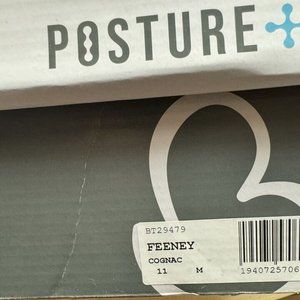 POSTURE+
BT29479
FEENEY
COGNAC
11 M
1940725706